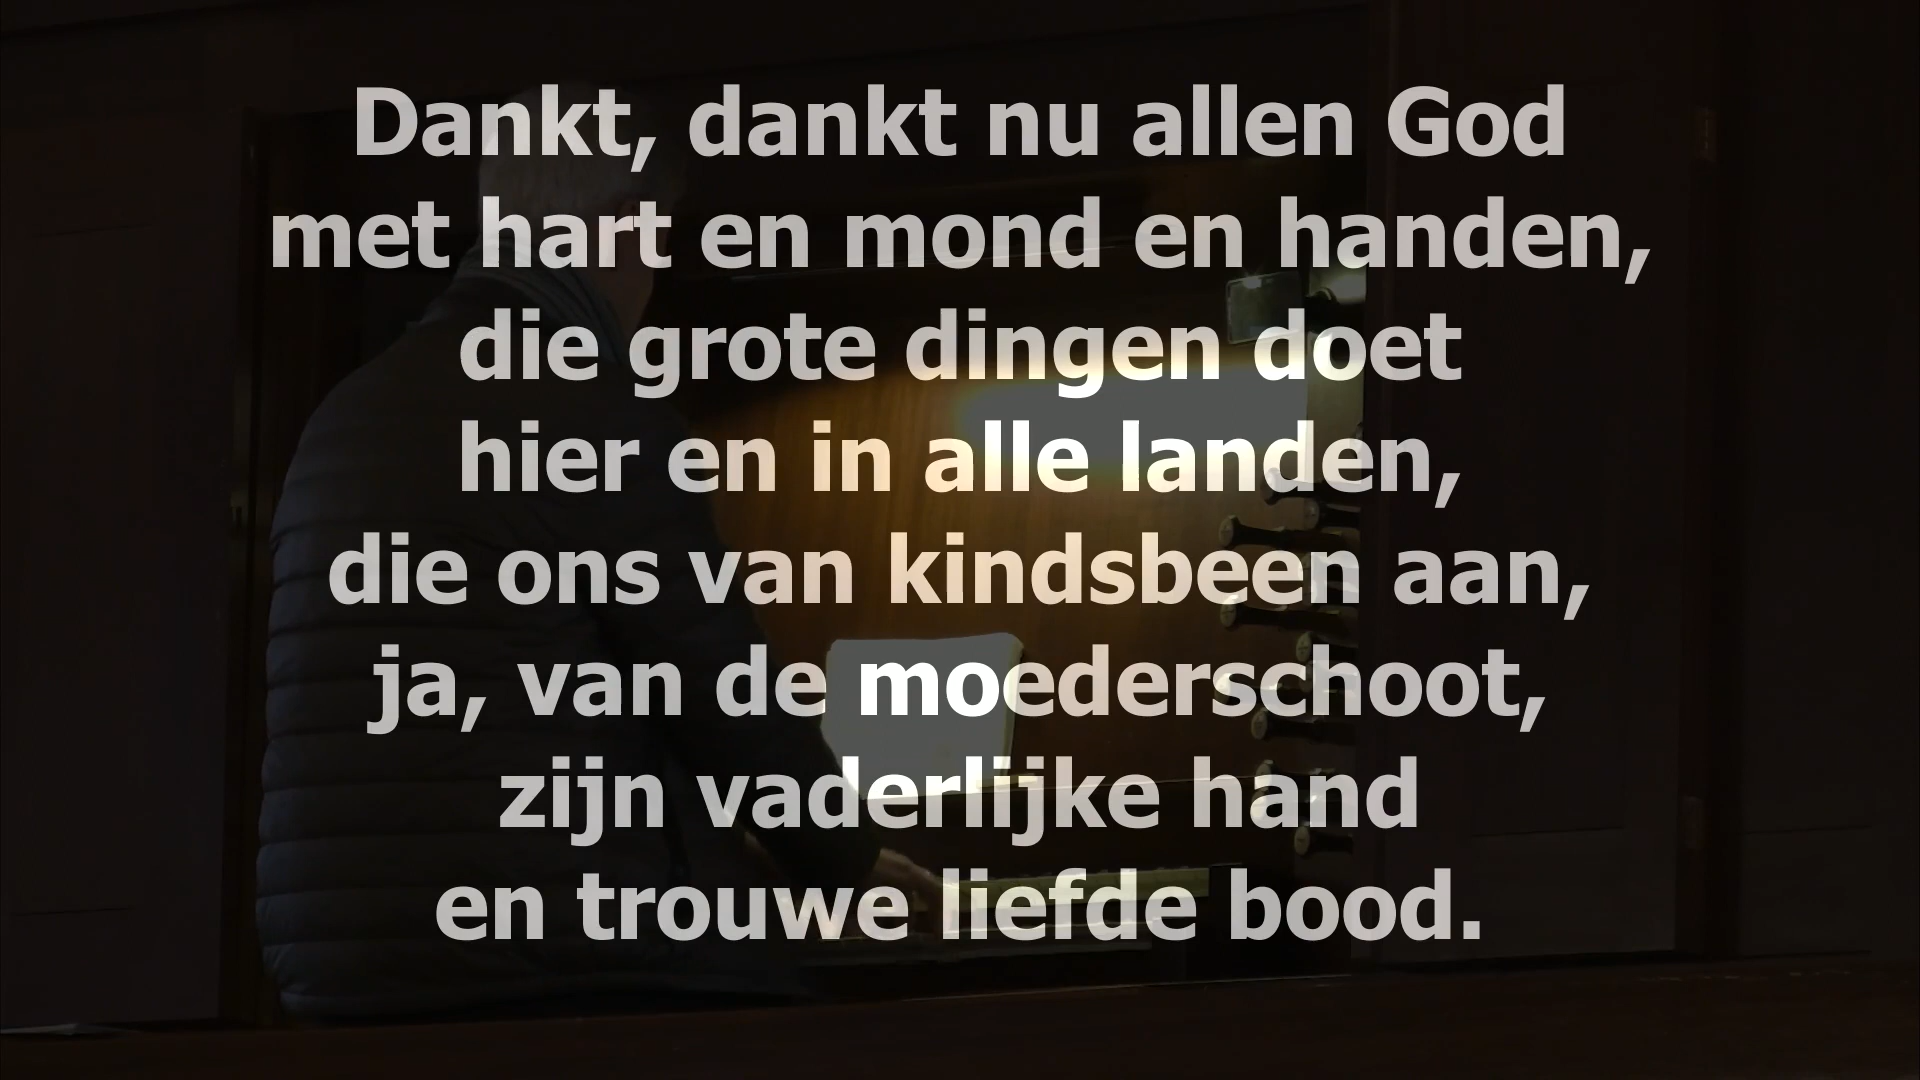 Dankt, dankt nu allen God
met hart en mond en handen,
die grote dingen doet
hier en in alle landen,
die ons van kindsbeen aan,
ja, van de moederschoot,
zijn vaderlijke hand
en trouwe liefde bood.